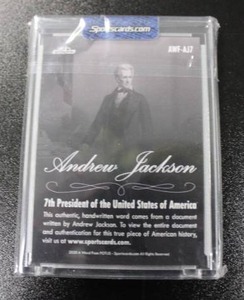 Sportscards.com
AWF-AJ7
Andrew Jackson
7th President of the United States of America
This authentic, handwritten word comes from a document
written by Andrew Jackson. To view the entire document
and authentication for this true piece of American history,
visit us at www.sportscards.com.